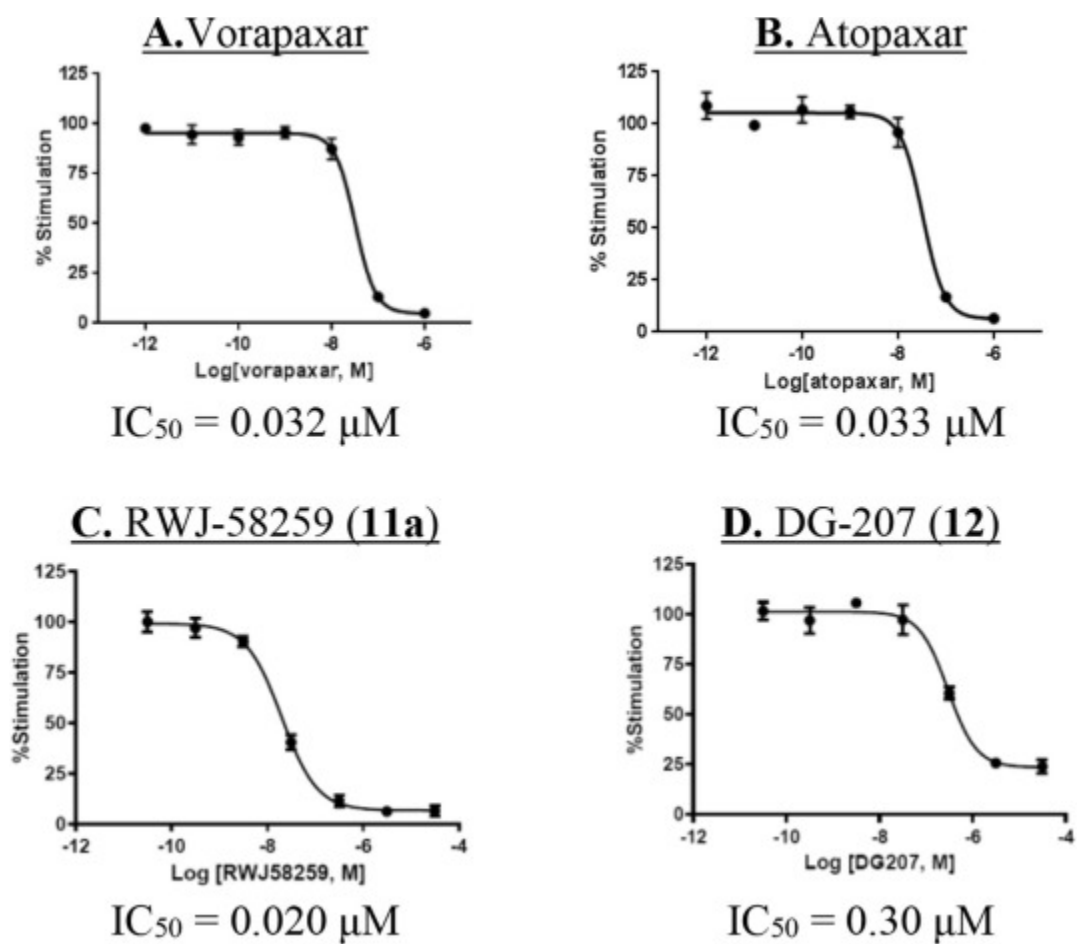 A.Vorapaxar
B. Atopaxar
125
100
75
50
25
0
% Stimulation
-12
-10
-8
-6
Log[vorapaxar, M]
IC50 = 0.032 μM
125
100
75
50
25
0
% Stimulation
-12
-10
-8
-6
Log[atopaxar, M]
IC50 = 0.033 μM
C. RWJ-58259 (11a)
D. DG-207 (12)
125
100
75
50
25
0
%Stimulation
-12
-10
-8
-6
-4
Log [RWJ58259, M]
IC50 = 0.020 μM
125
100
75
50
25
0
%Stimulation
-12
-10
-8
-6
-4
Log [DG207, M]
IC50 = 0.30 μM